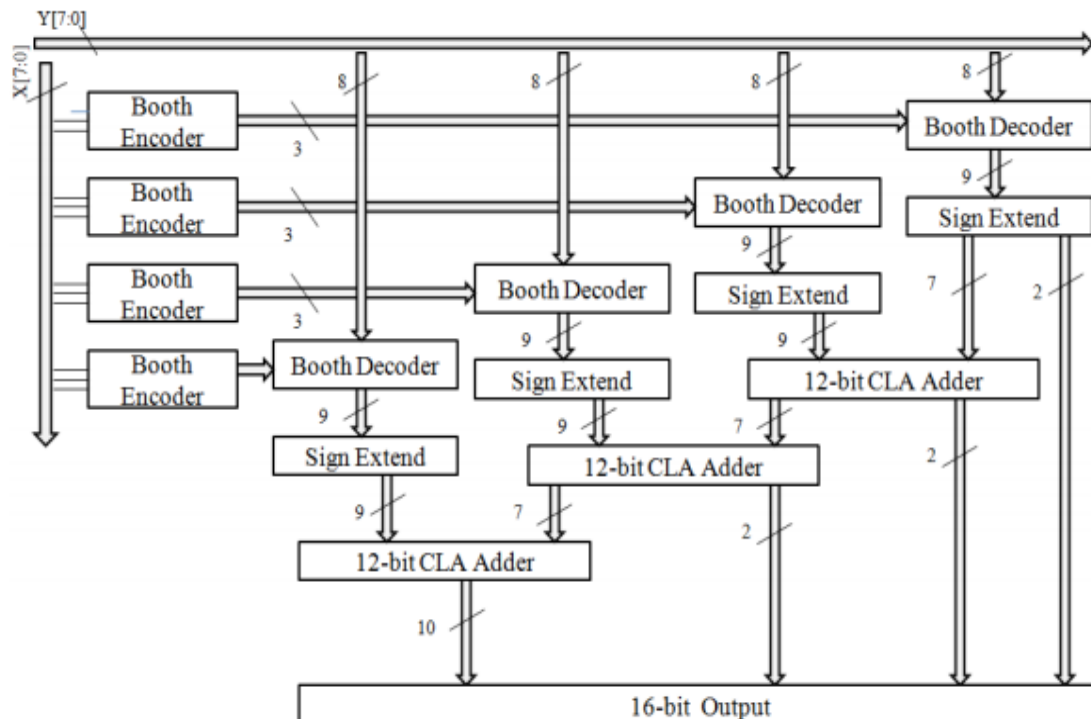 Y[7:0]
X[7:0]
8
8
8
8
Booth
Encoder
3
Booth Decoder
9
Booth
Encoder
3
Booth Decoder
9
Sign Extend
7
2
Booth
Encoder
3
Booth Decoder
9
Sign Extend
9
Booth
Encoder
Booth Decoder
9
Sign Extend
9
12-bit CLA Adder
7
2
Sign Extend
9
12-bit CLA Adder
7
2
12-bit CLA Adder
10
16-bit Output